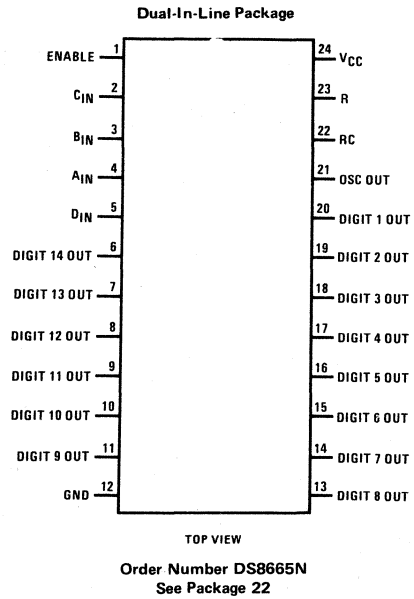 Dual-In-Line Package
ENABLE 1
CIN 2
BIN 3
AIN 4
DIN 5
DIGIT 14 OUT 6
DIGIT 13 OUT 7
DIGIT 12 OUT 8
DIGIT 11 OUT 9
DIGIT 10 OUT 10
DIGIT 9 OUT 11
GND 12
24 VCC
23 R
22 RC
21 OSC OUT
20 DIGIT 1 OUT
19 DIGIT 2 OUT
18 DIGIT 3 OUT
17 DIGIT 4 OUT
16 DIGIT 5 OUT
15 DIGIT 6 OUT
14 DIGIT 7 OUT
13 DIGIT 8 OUT
TOP VIEW
Order Number DS8665N
See Package 22